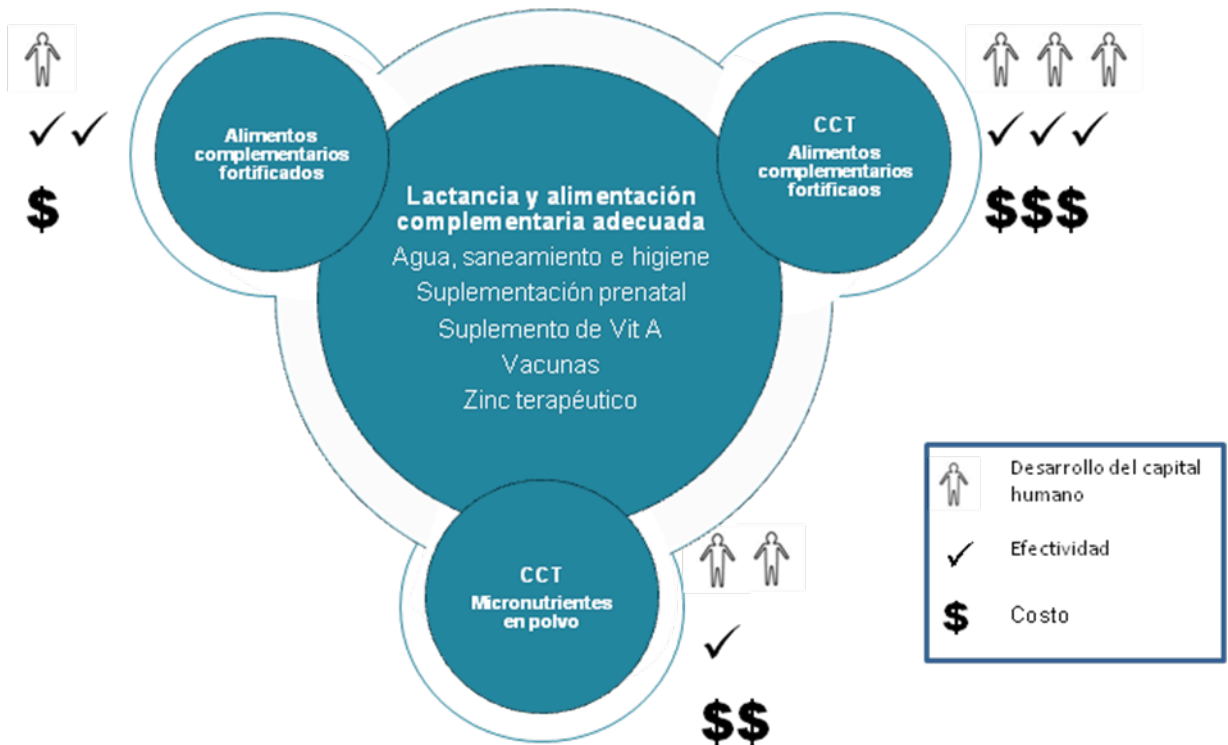 Alimentos
complementarios
fortificados
$
CCT
Alimentos
complementarios
fortificaos
$$$
Lactancia y alimentación
complementaria adecuada
Agua, saneamiento e higiene
Suplementación prenatal
Suplemento de Vit A
Vacunas
Zinc terapéutico
CCT
Micronutrientes
en polvo
$$
Desarrollo del capital
humano
Efectividad
$ Costo